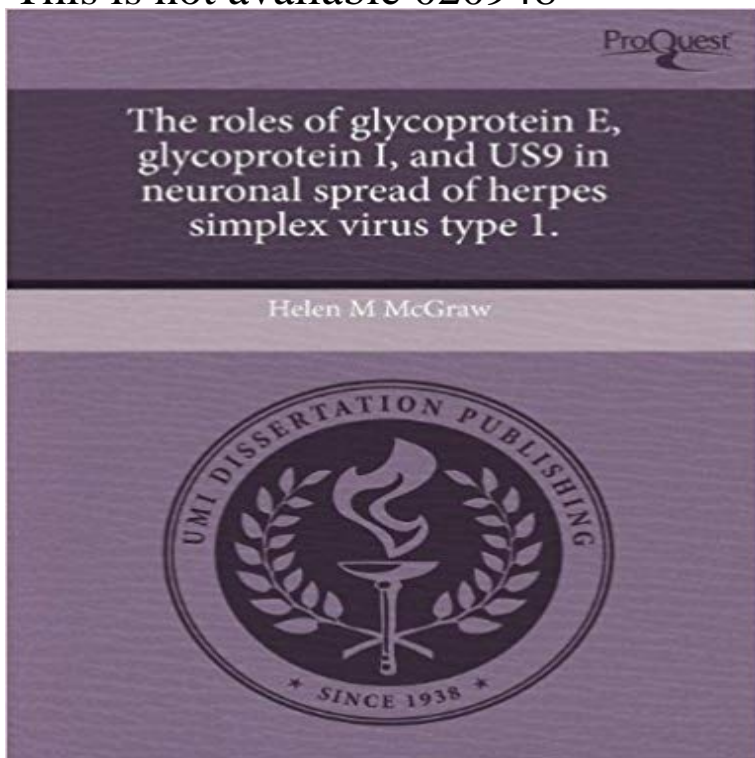 This is not available 020948
ProQuest
The roles of glycoprotein E,
glycoprotein I, and US9 in
neuronal spread of herpes
simplex virus type 1.
Helen M McGraw
UMI DISSERTATION PUBLISHING
★ SINCE 1938 ★